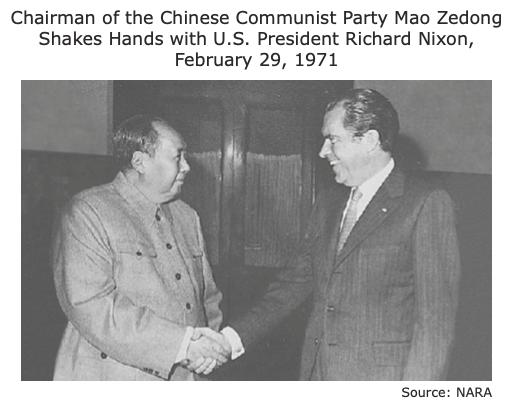 Chairman of the Chinese Communist Party Mao Zedong
Shakes Hands with U.S. President Richard Nixon,
February 29, 1971
Source: NARA